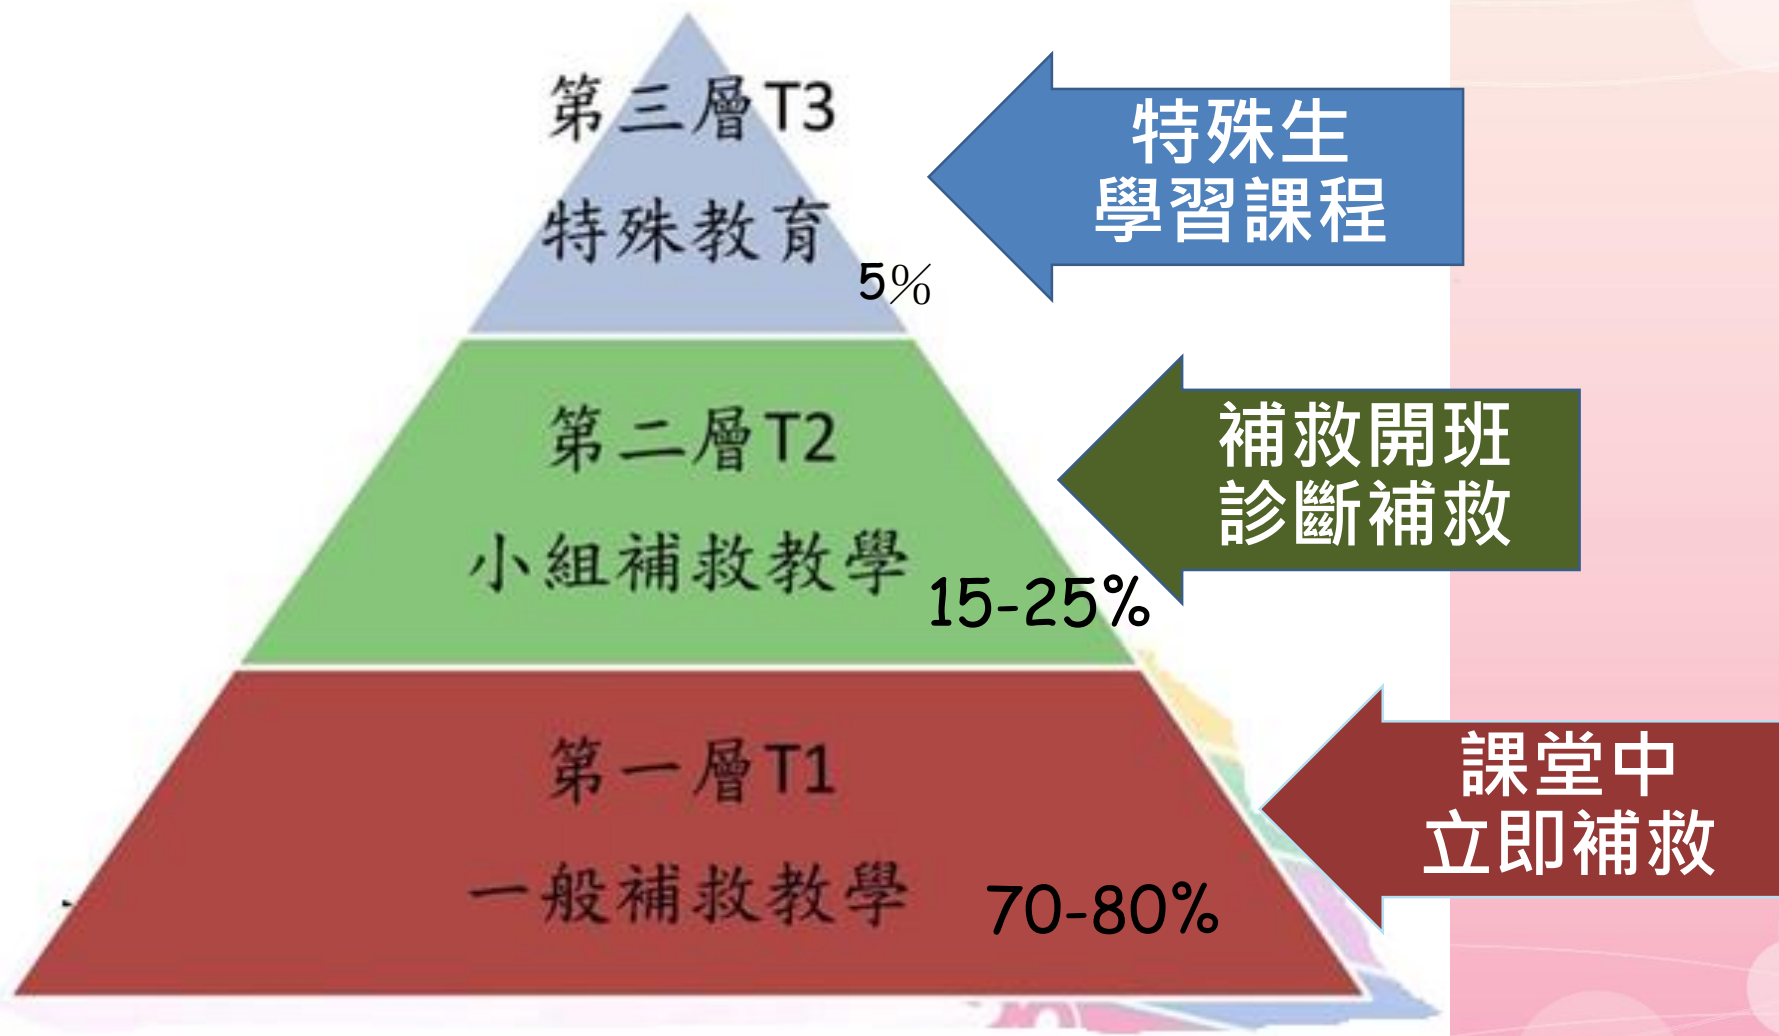 第三層T3
特殊教育
5%
特殊生
學習課程
第二層T2
小組補救教學
15-25%
補救開班
診斷補救
第一層T1
一般補救教學
70-80%
課堂中
立即補救